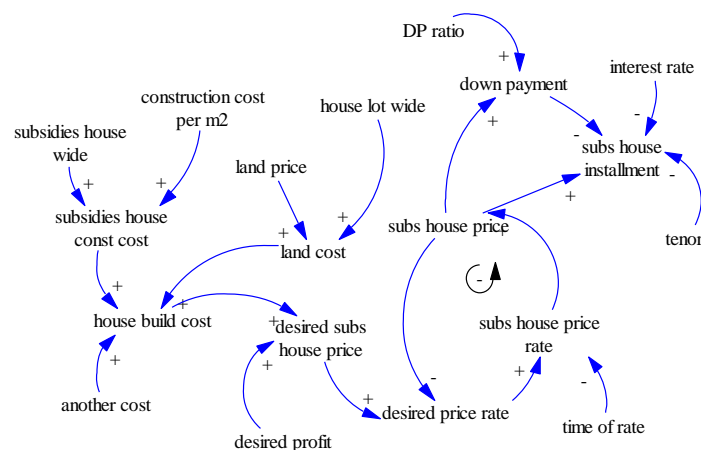 DP ratio
+
down payment
+
interest rate
-
-
subs house
installment
+
-
tenor
construction cost
per m2
house lot wide
subsidies house
wide
land price
+
+
subsidies house
const cost
+
+
land cost
subs house price
+
-
+
house build cost
+
+
desired subs
house price
+
subs house price
rate
+
another cost
+
desired profit
+
-
desired price rate
+
-
time of rate